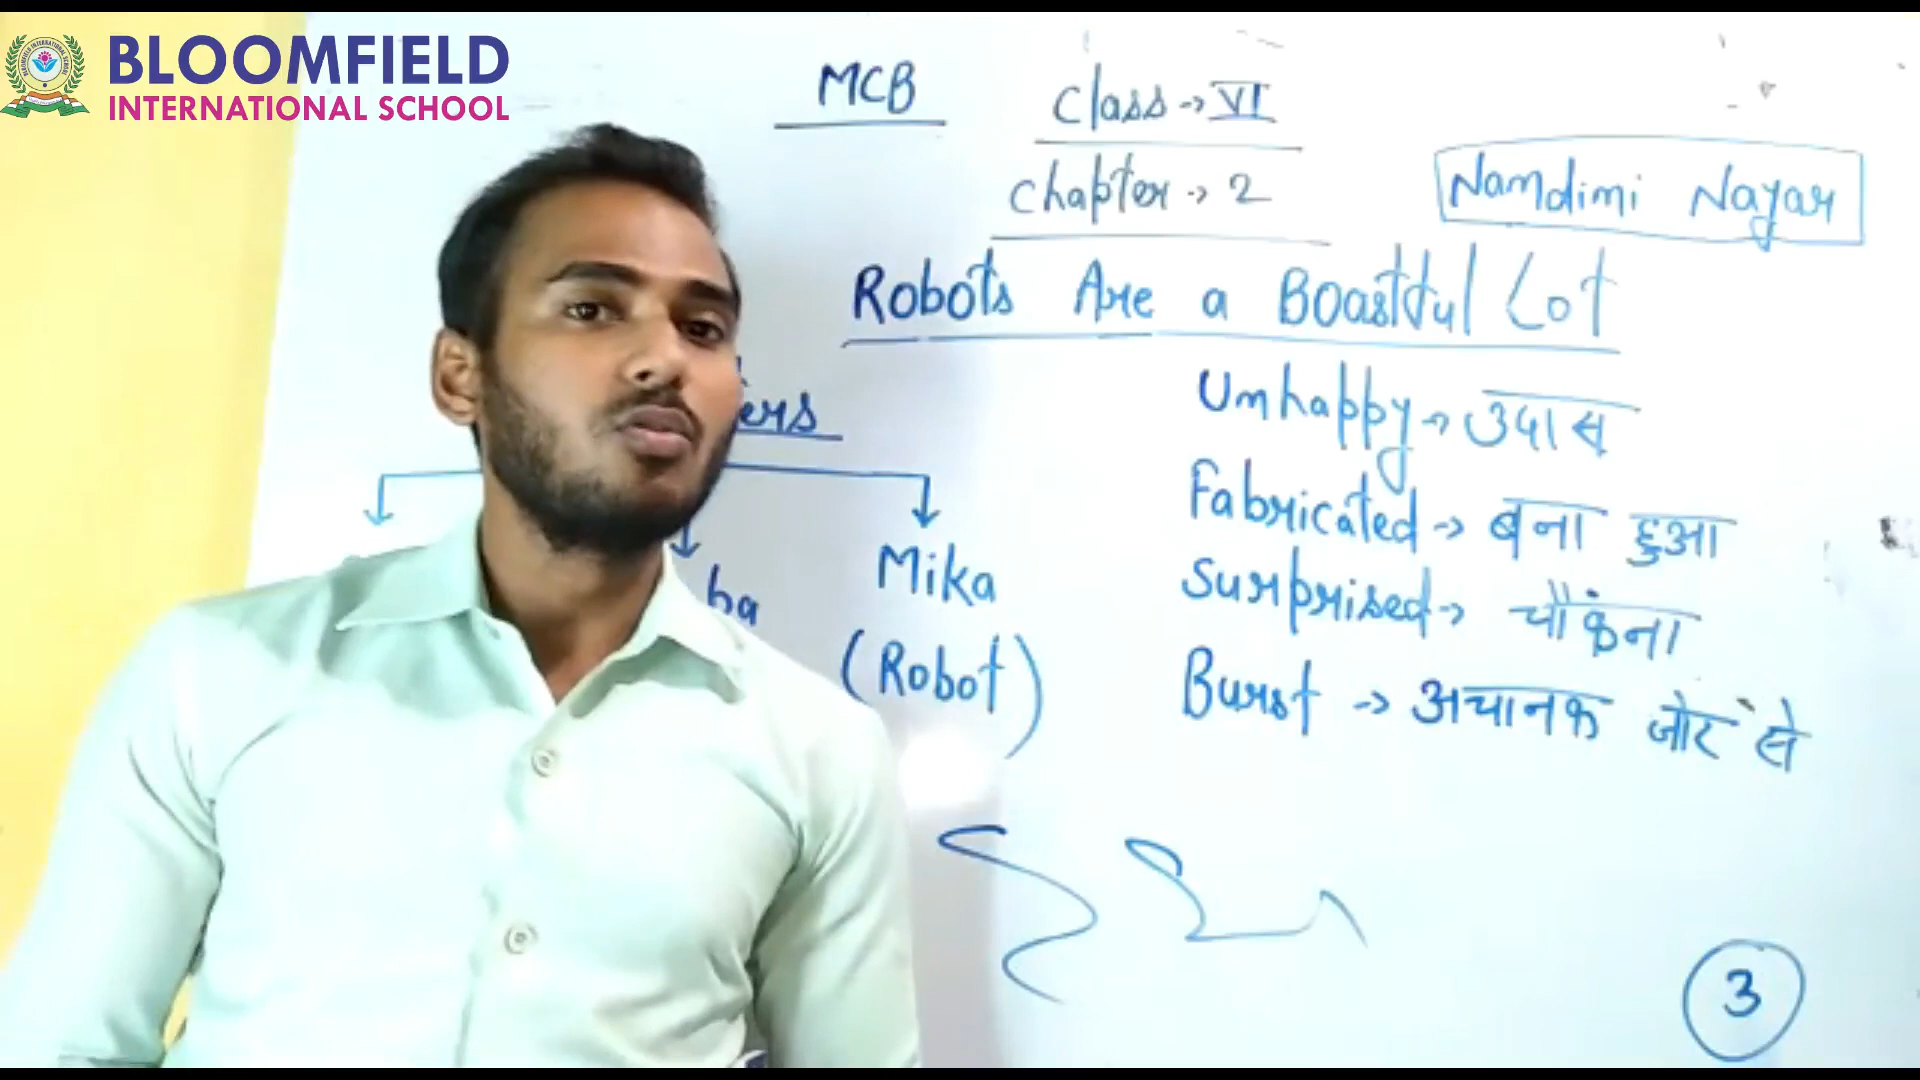 BLOOMFIELD
INTERNATIONAL SCHOOL
MCB
Class → VI
Chapter → 2
Namdimi Nayar
Robots Are a Boastful Lot
Unhappy → उदास
Fabricated → बना हुआ
Surprised → चौंकना
Burst → अचानक जोर से
Mika
(Robot)
3